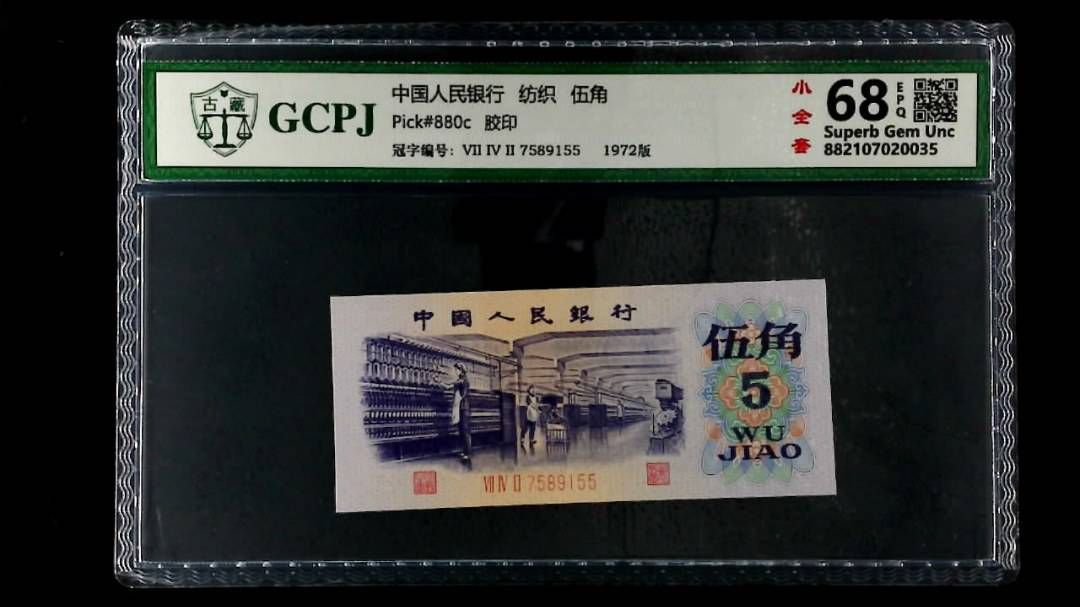 古藏
GCPJ
中国人民银行 纺织 伍角
Pick#880c 胶印
冠字编号: VII IV II 7589155 1972版
小全套
68
EPQ
Superb Gem Unc
882107020035
中國人民銀行
伍角
5
WU
JIAO
VII IV II 7589155